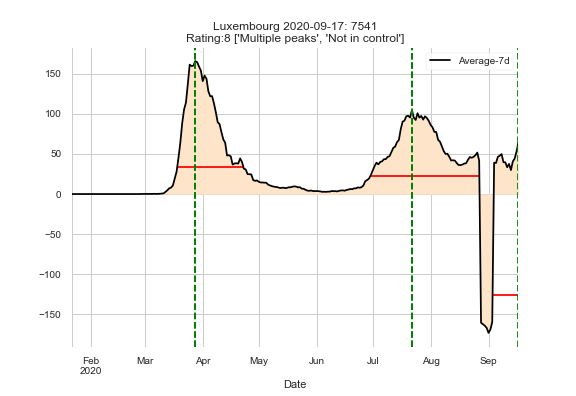 Luxembourg 2020-09-17: 7541
Rating:8 ['Multiple peaks', 'Not in control']
Average-7d
150
100
50
0
−50
−100
−150
Feb Mar Apr May Jun Jul Aug Sep
2020
Date